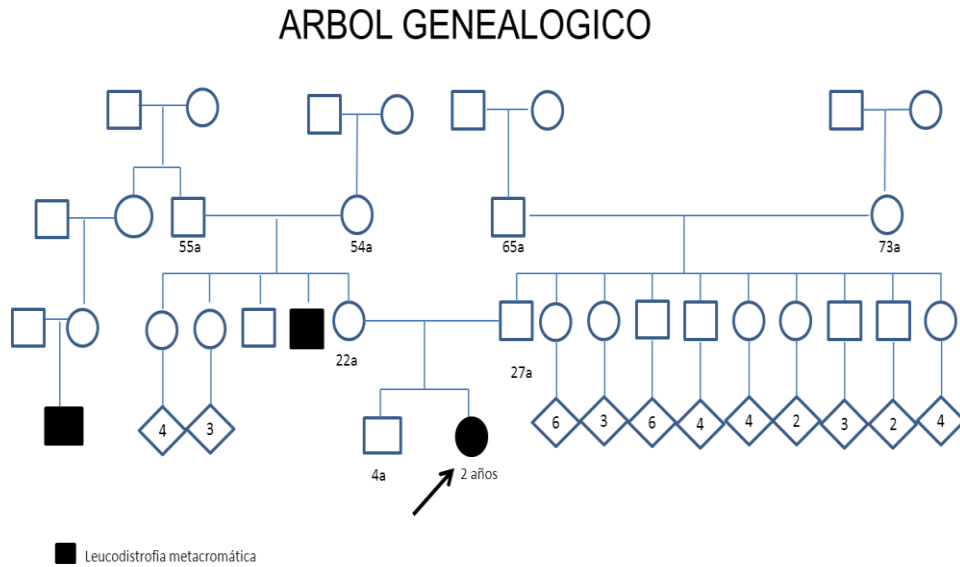 ARBOL GENEALOGICO
55a
54a
65a
73a
22a
27a
4
3
6
3
6
4
4
2
3
2
4
4a
2 años
Leucodistrofia metacromática